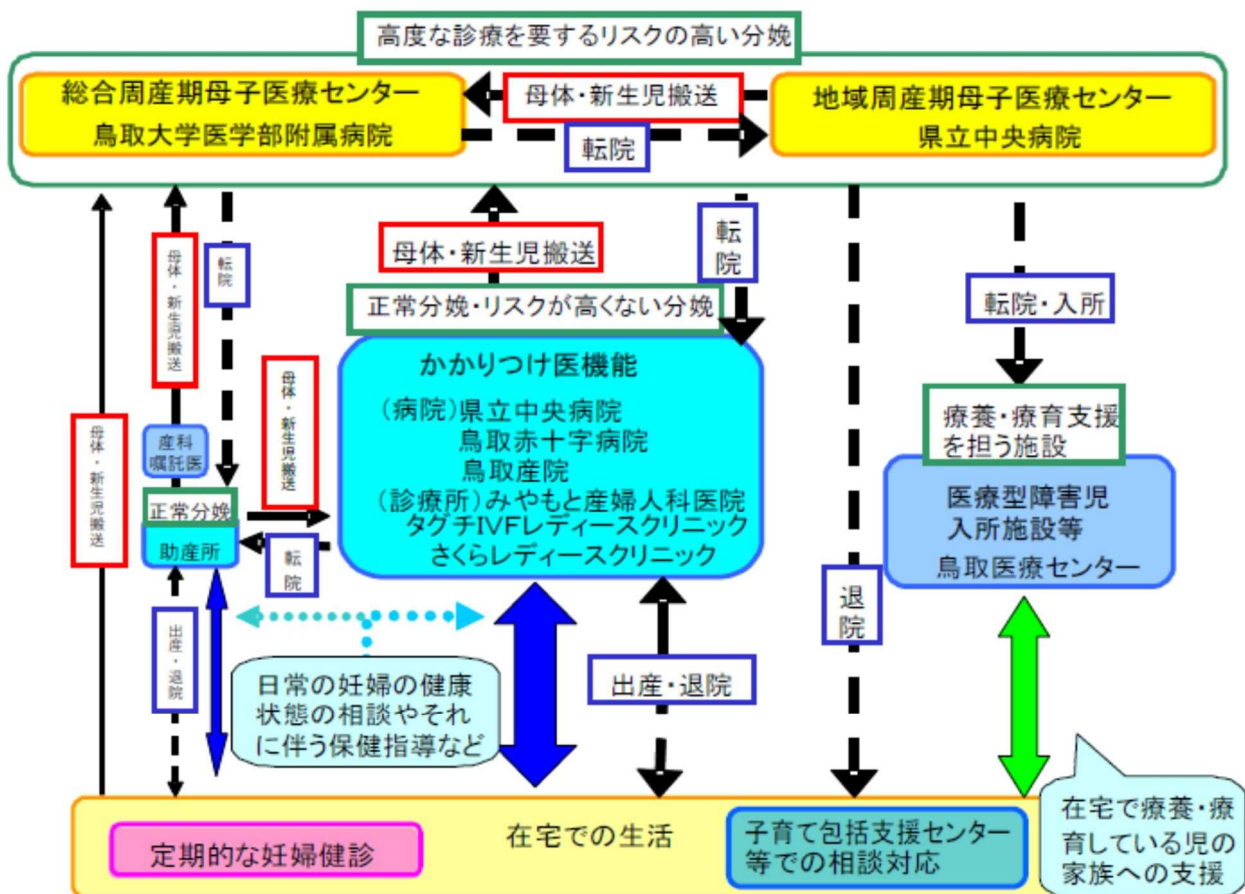 高度な診療を要するリスクの高い分娩
総合周産期母子医療センター
鳥取大学医学部附属病院
母体・新生児搬送
転院
地域周産期母子医療センター
県立中央病院
母体・新生児搬送
転院
母体・新生児搬送
転院
転院・入所
正常分娩・リスクが高くない分娩
かかりつけ医機能
(病院)県立中央病院
鳥取赤十字病院
鳥取産院
(診療所)みやもと産婦人科医院
タグチIVFレディースクリニック
さくらレディースクリニック
母体・新生児搬送
母体・新生児搬送
産科
嘱託医
正常分娩
助産所
転院
療養・療育支援
を担う施設
医療型障害児
入所施設等
鳥取医療センター
退院
出産・退院
日常の妊婦の健康
状態の相談やそれ
に伴う保健指導など
出産・退院
在宅での生活
定期的な妊婦健診
子育て包括支援センター
等での相談対応
在宅で療養・療
育している児の
家族への支援